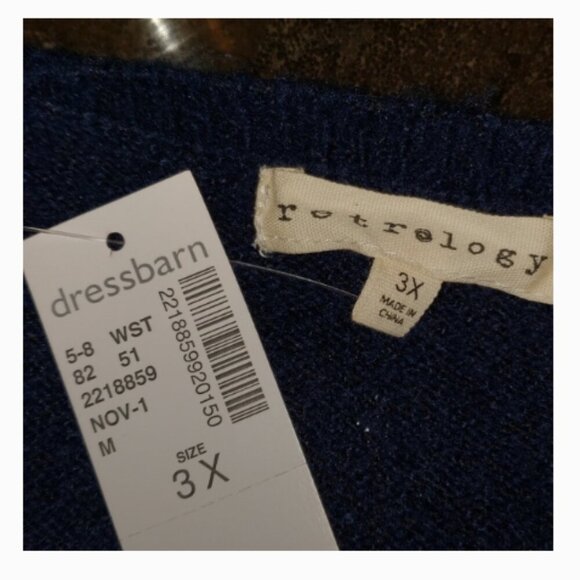 dressbarn
5-8 WST
82 51
2218859
NOV-1
M
2218859920150
SIZE
3X
retrology
3X
MADE IN
CHINA